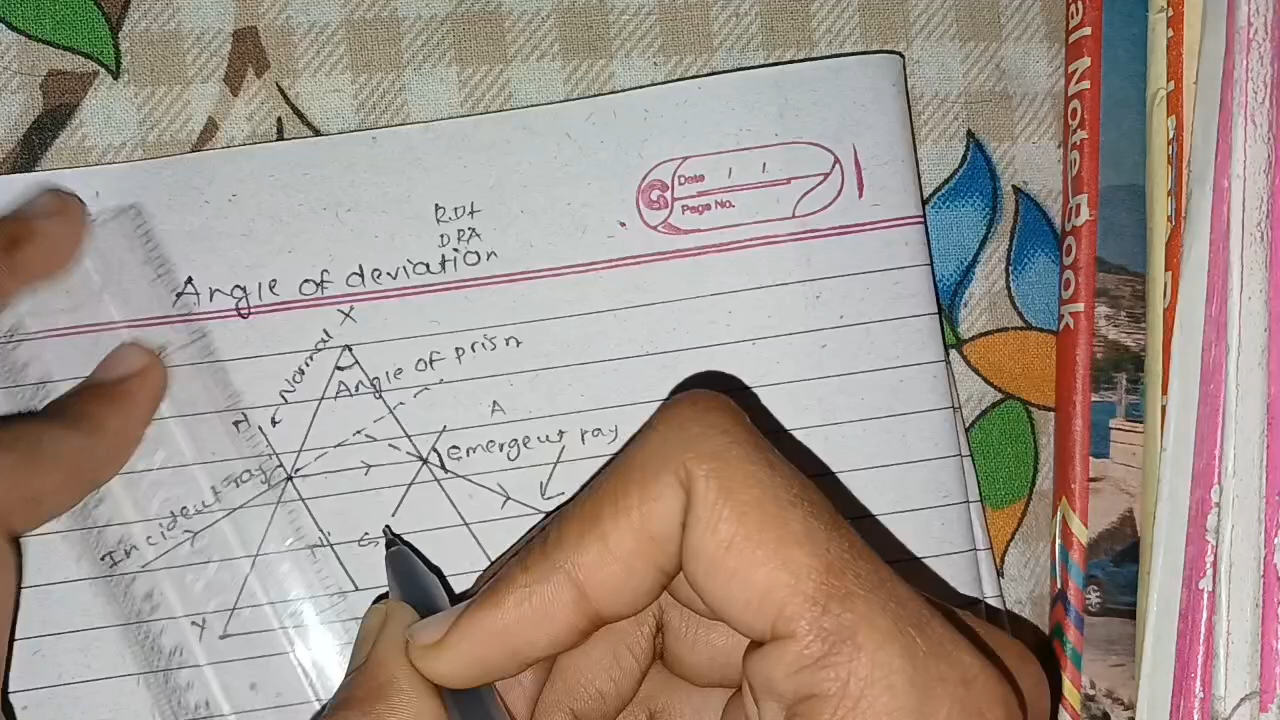 Date / /
Page No.
Angle of deviation
X
Normal
Angle of prism
A
emergent ray
Incident ray
N
N'
Y
al Note Book